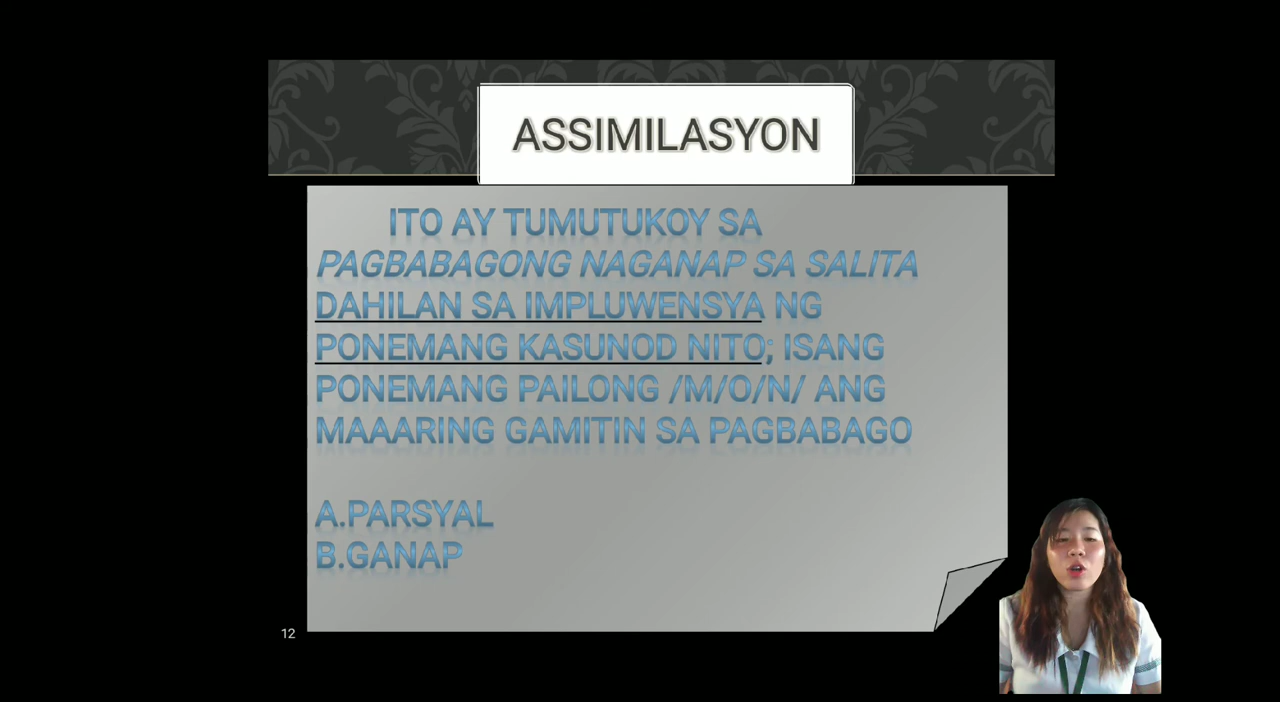 ASSIMILASYON
ITO AY TUMUTUKOY SA
PAGBABAGONG NAGANAP SA SALITA
DAHILAN SA IMPLUWENSYA NG
PONEMANG KASUNOD NITO; ISANG
PONEMANG PAILONG /M/O/N/ ANG
MAAARING GAMITIN SA PAGBABAGO
A.PARSYAL
B.GANAP
12